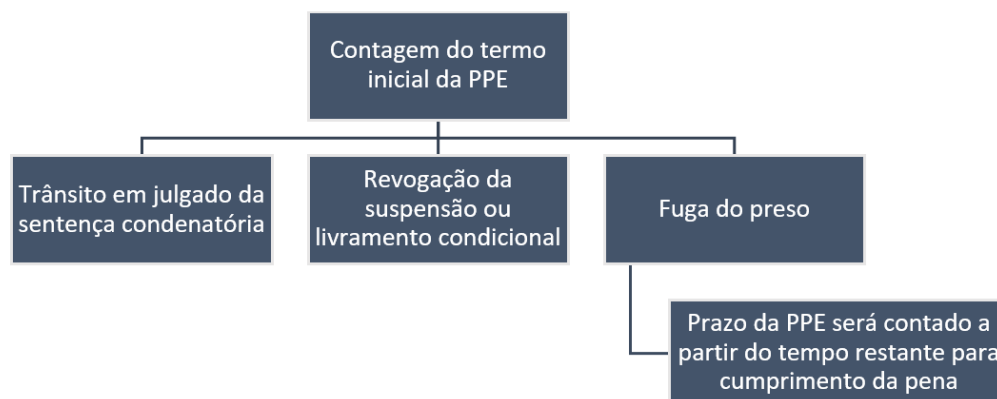 Contagem do termo
inicial da PPE
Trânsito em julgado da
sentença condenatória
Revogação da
suspensão ou
livramento condicional
Fuga do preso
Prazo da PPE será contado a
partir do tempo restante para
cumprimento da pena